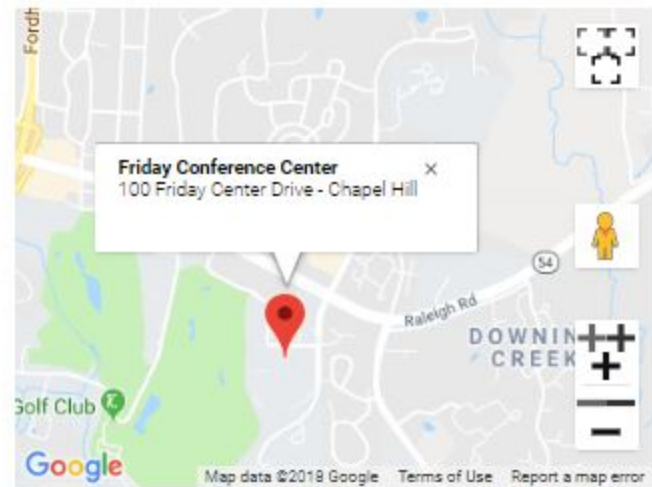 Fordh
Friday Conference Center
100 Friday Center Drive - Chapel Hill
54
Raleigh Rd
DOWNIN
CREEK
Golf Club
Google
Map data ©2019 Google Terms of Use Report a map error